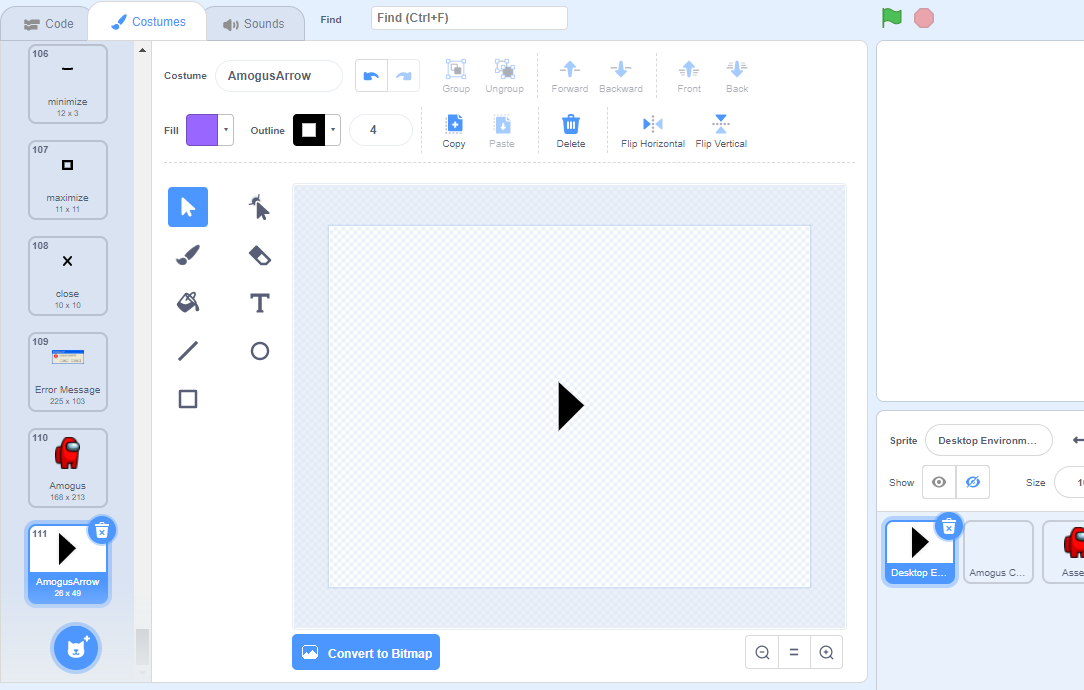 Code
Costumes
Sounds
Find
Find (Ctrl+F)
106
minimize
12 x 3
107
maximize
11 x 11
108
close
10 x 10
109
Error Message
225 x 103
110
Amogus
168 x 213
111
AmogusArrow
26 x 49
Costume
AmogusArrow
Group
Ungroup
Forward
Backward
Front
Back
Fill
Outline
4
Copy
Paste
Delete
Flip Horizontal
Flip Vertical
Convert to Bitmap
Sprite
Desktop Environm...
Show
Size
10
Desktop E...
Amogus C...
Asse